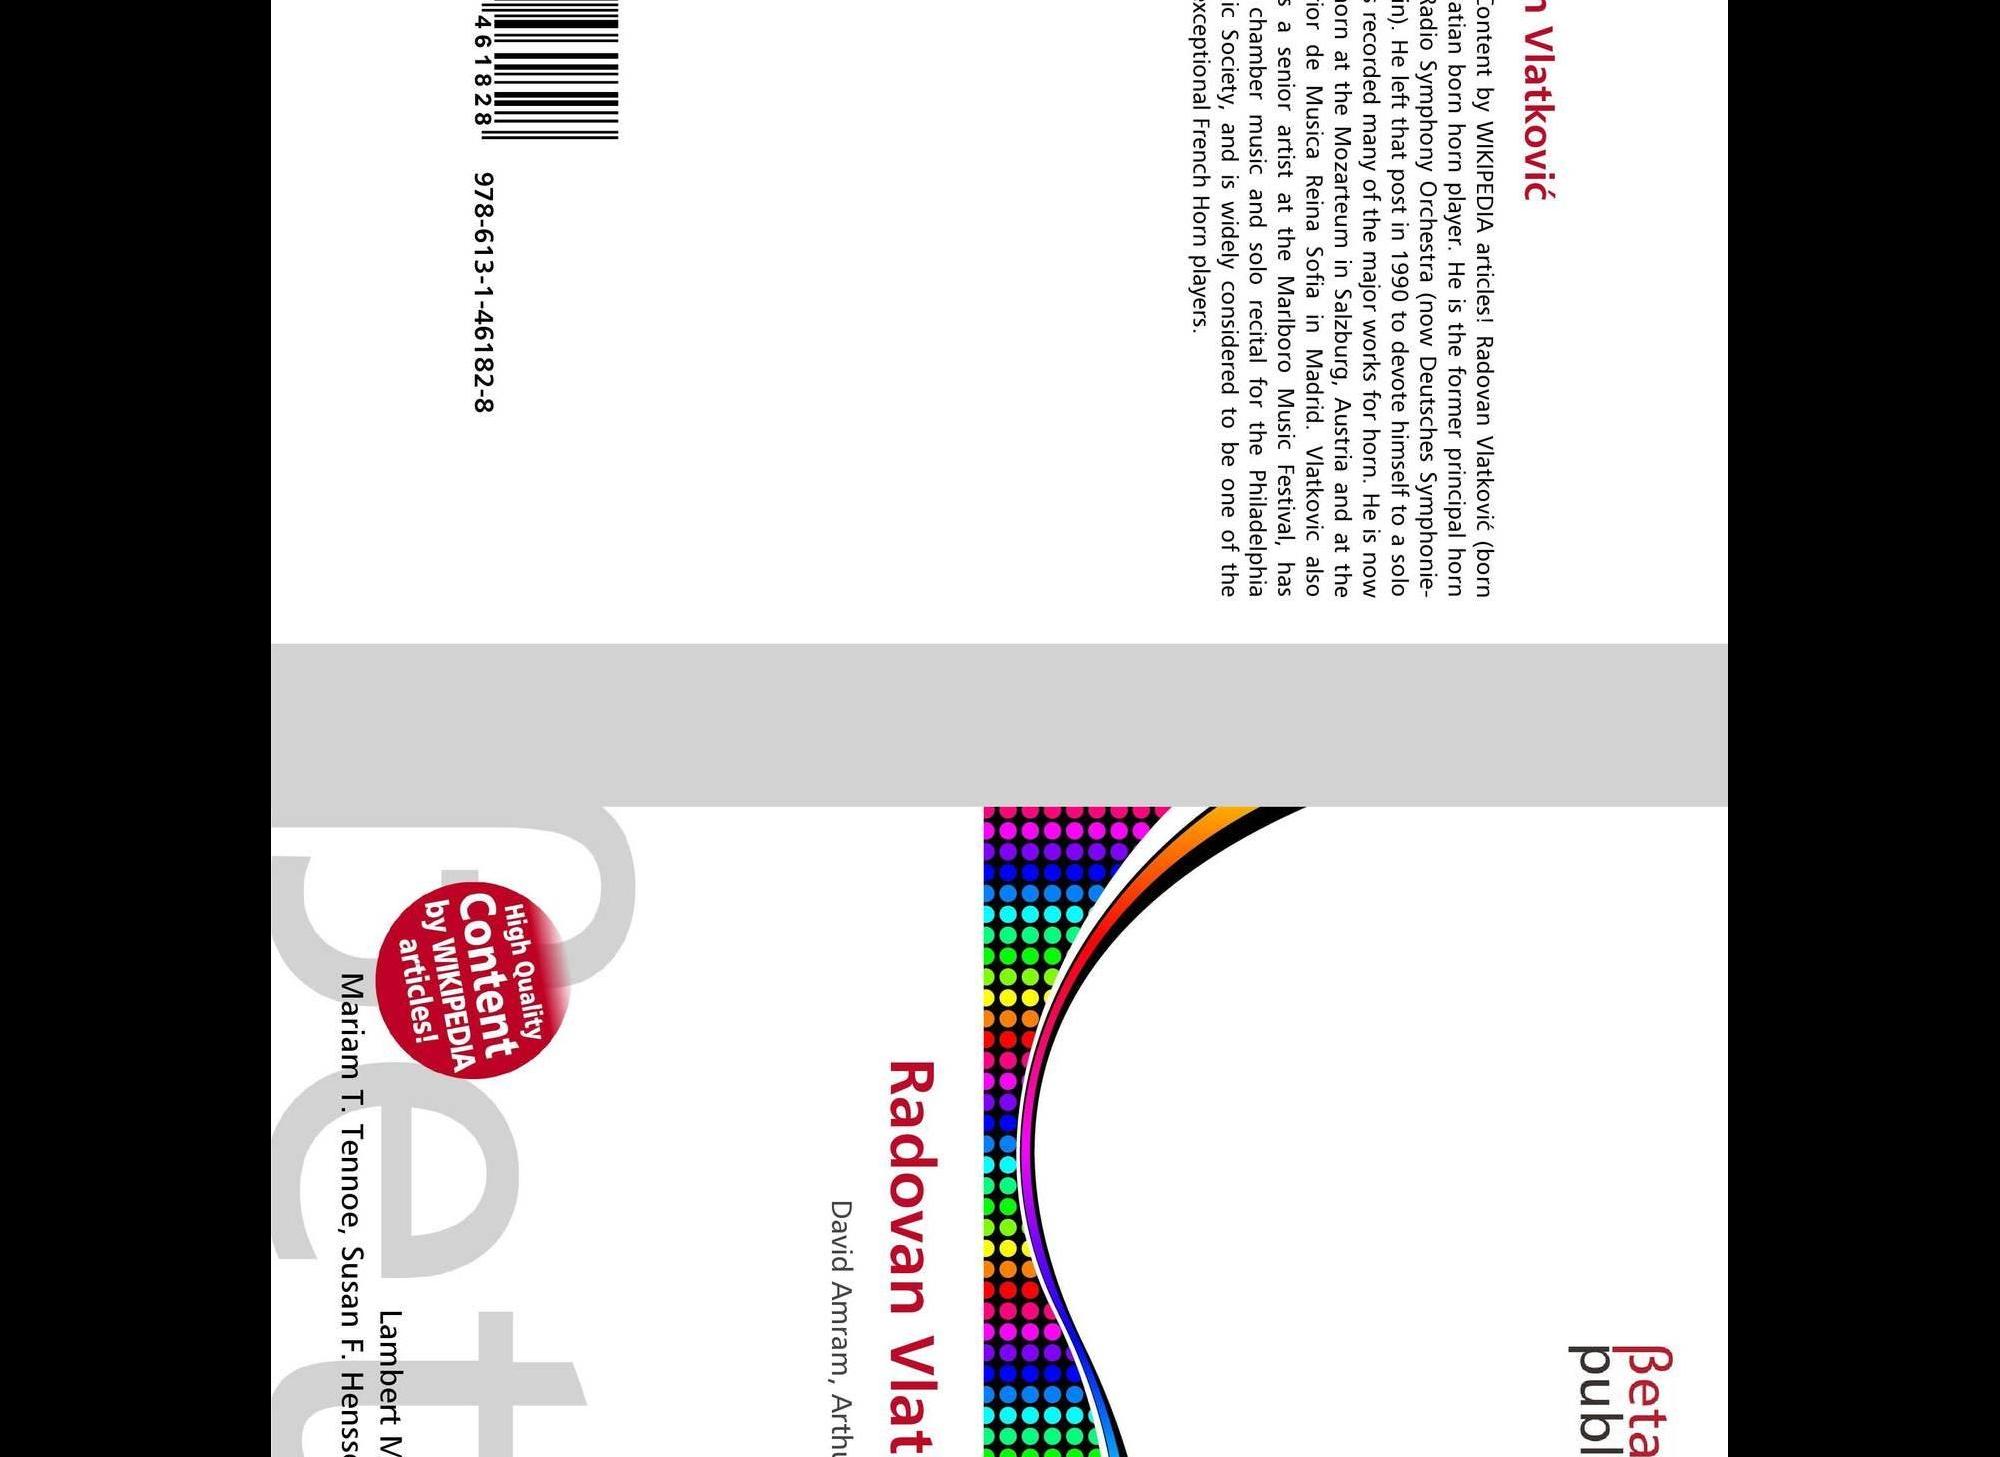 n Vlatković
Content by WIKIPEDIA articles! Radovan Vlatković (born
atian born horn player. He is the former principal horn
Radio Symphony Orchestra (now Deutsches Symphonie-
in). He left that post in 1990 to devote himself to a solo
s recorded many of the major works for horn. He is now
horn at the Mozarteum in Salzburg, Austria and at the
rior de Musica Reina Sofia in Madrid. Vlatkovic also
s a senior artist at the Marlboro Music Festival, has
chamber music and solo recital for the Philadelphia
ic Society, and is widely considered to be one of the
exceptional French Horn players.
461828
978-613-1-46182-8
βeta
publ
Radovan Vlat
David Amram, Arthu
High Quality
Content
by WIKIPEDIA
articles!
Lambert M
Mariam T. Tennoe, Susan F. Hensso
pet